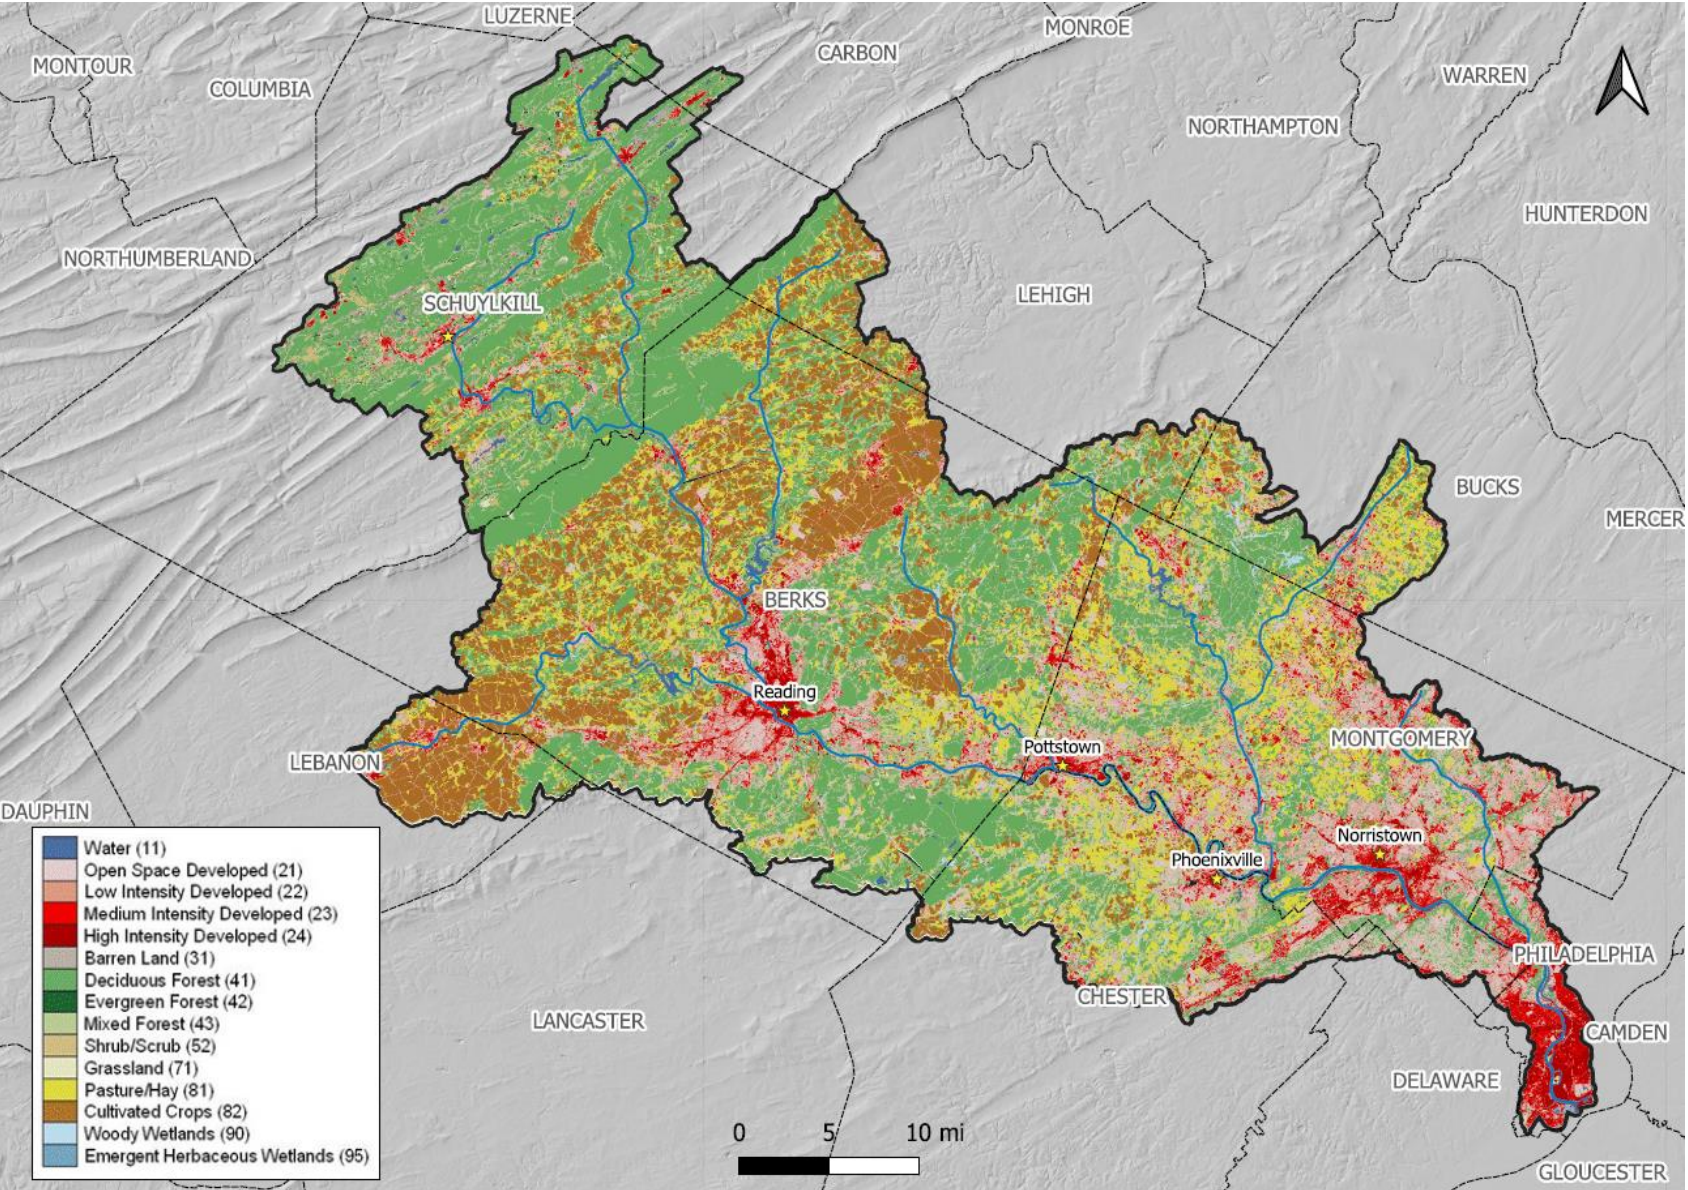 LUZERNE
MONROE
CARBON
MONTOUR
WARREN
COLUMBIA
NORTHAMPTON
HUNTERDON
NORTHUMBERLAND
LEHIGH
SCHUYLKILL
BUCKS
MERCER
BERKS
Reading
MONTGOMERY
Pottstown
LEBANON
DAUPHIN
Norristown
Phoenixville
PHILADELPHIA
CHESTER
LANCASTER
CAMDEN
DELAWARE
GLOUCESTER
Water (11)
Open Space Developed (21)
Low Intensity Developed (22)
Medium Intensity Developed (23)
High Intensity Developed (24)
Barren Land (31)
Deciduous Forest (41)
Evergreen Forest (42)
Mixed Forest (43)
Shrub/Scrub (52)
Grassland (71)
Pasture/Hay (81)
Cultivated Crops (82)
Woody Wetlands (90)
Emergent Herbaceous Wetlands (95)
0 5 10 mi